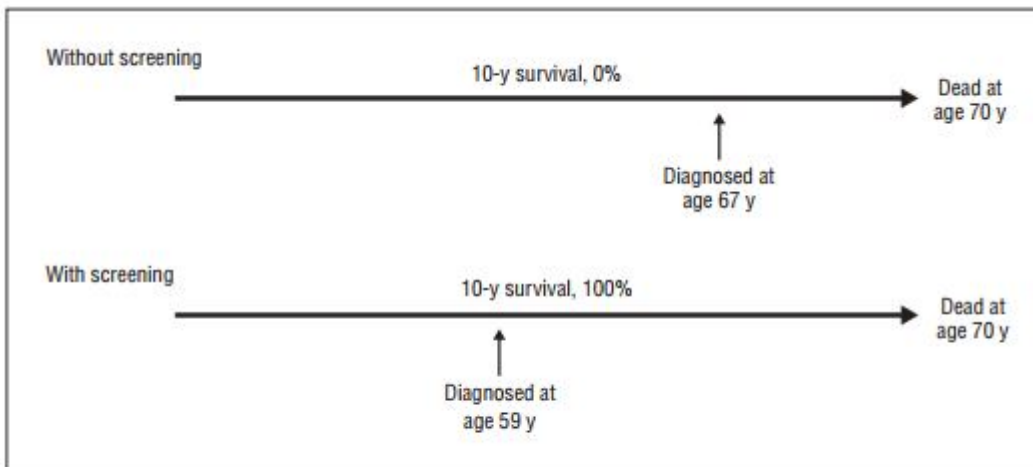 Without screening
10-y survival, 0%
Dead at
age 70 y
Diagnosed at
age 67 y
With screening
10-y survival, 100%
Dead at
age 70 y
Diagnosed at
age 59 y